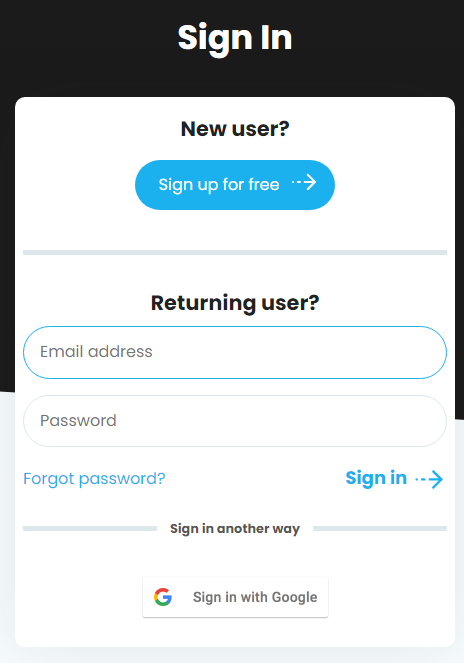 Sign In
New user?
Sign up for free
Returning user?
Email address
Password
Forgot password?
Sign in
Sign in another way
Sign in with Google